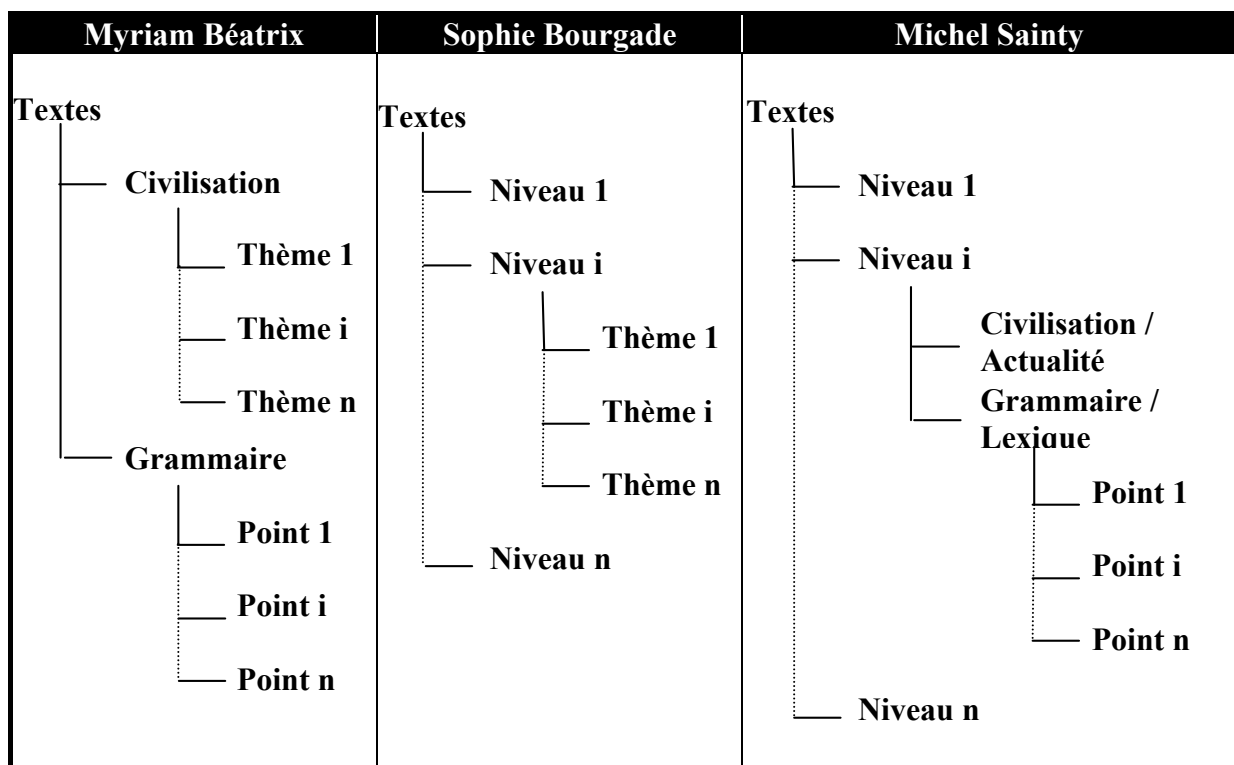 Myriam Béatrix
Sophie Bourgade
Michel Sainty
Textes
Civilisation
Thème 1
Thème i
Thème n
Grammaire
Point 1
Point i
Point n
Textes
Niveau 1
Niveau i
Thème 1
Thème i
Thème n
Niveau n
Textes
Niveau 1
Niveau i
Civilisation /
Actualité
Grammaire /
Lexique
Point 1
Point i
Point n
Niveau n